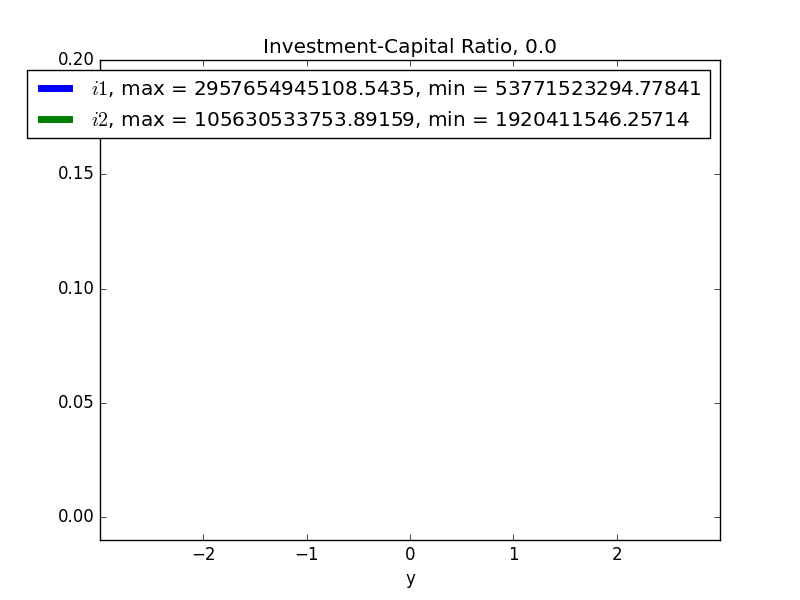 Investment-Capital Ratio, 0.0
0.20
i1, max = 2957654945108.5435, min = 53771523294.77841
i2, max = 105630533753.89159, min = 1920411546.25714
0.15
0.10
0.05
0.00
−2 −1 0 1 2
y